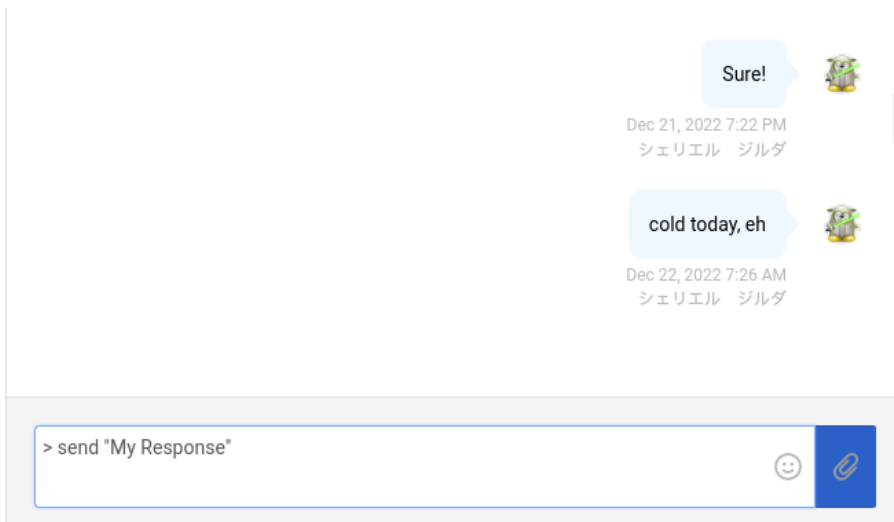 Sure!
Dec 21, 2022 7:22 PM
シェリエル　ジルダ
cold today, eh
Dec 22, 2022 7:26 AM
シェリエル　ジルダ
> send "My Response"